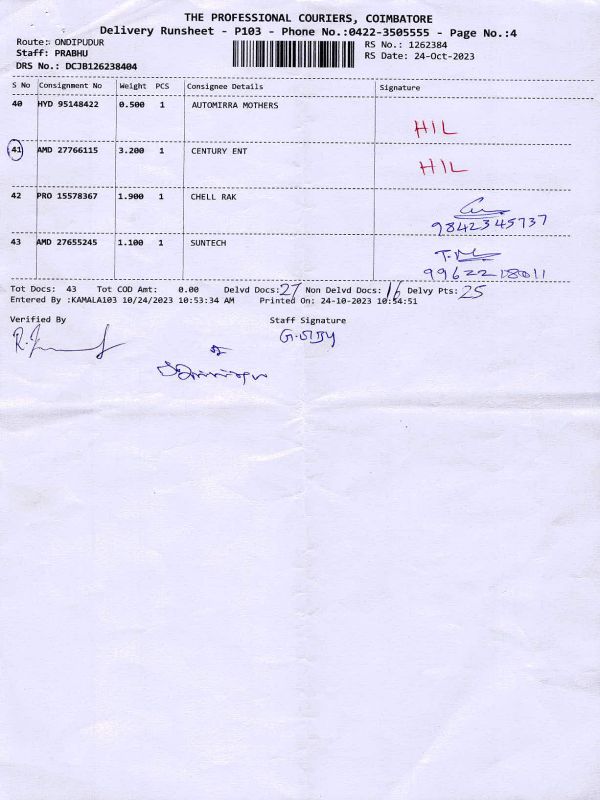 THE PROFESSIONAL COURIERS, COIMBATORE
Delivery Runsheet - P103 - Phone No.:0422-3505555 - Page No.:4
Route: ONDIPUDUR RS No.: 1262384
Staff: PRABHU RS Date: 24-Oct-2023
DRS No.: DCJB126238404
S No Consignment No Weight PCS Consignee Details Signature
40 HYD 95148422 0.500 1 AUTOMIRRA MOTHERS
HIL
41 AMD 27766115 3.200 1 CENTURY ENT
HIL
42 PRO 15578367 1.900 1 CHELL RAK
9842345737
43 AMD 27655245 1.100 1 SUNTECH
9962218011
Tot Docs: 43 Tot COD Amt: 0.00 Delvd Docs: 27 Non Delvd Docs: 16 Delvy Pts: 25
Entered By :KAMALA103 10/24/2023 10:53:34 AM Printed On: 24-10-2023 10:54:51
Verified By Staff Signature